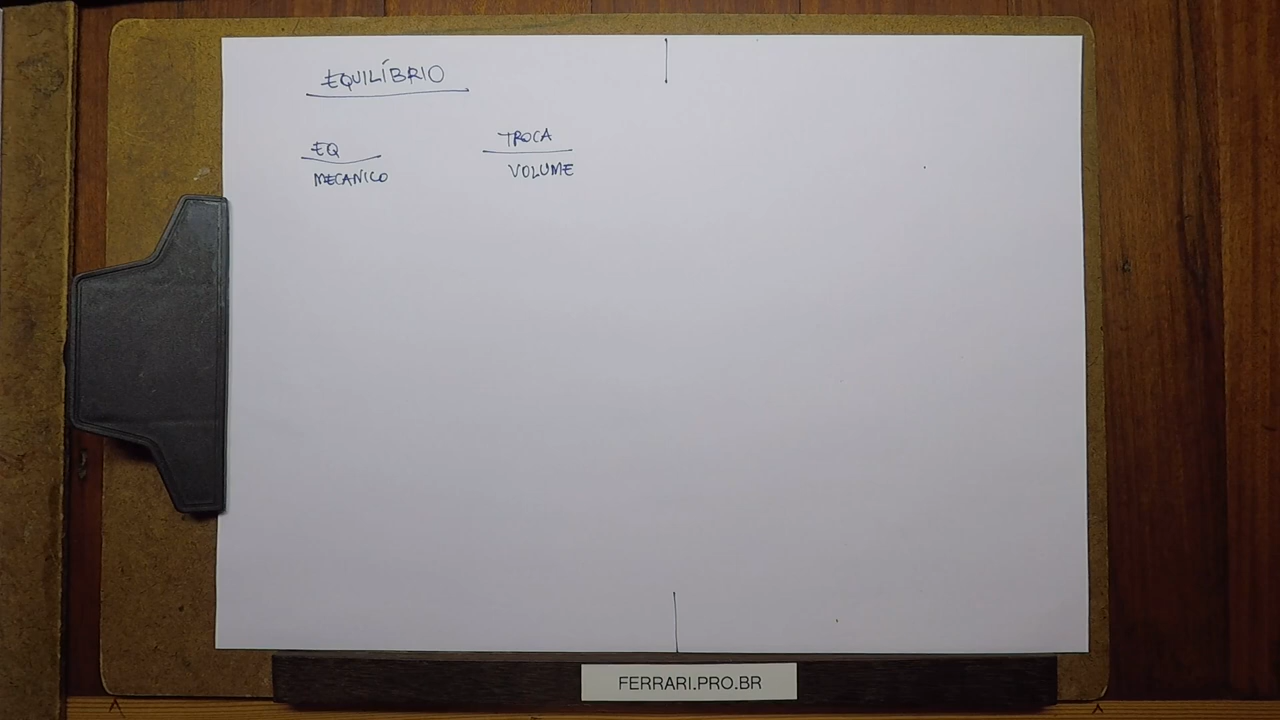 EQUILÍBRIO
EQ
MECANICO
TROCA
VOLUME
FERRARI.PRO.BR